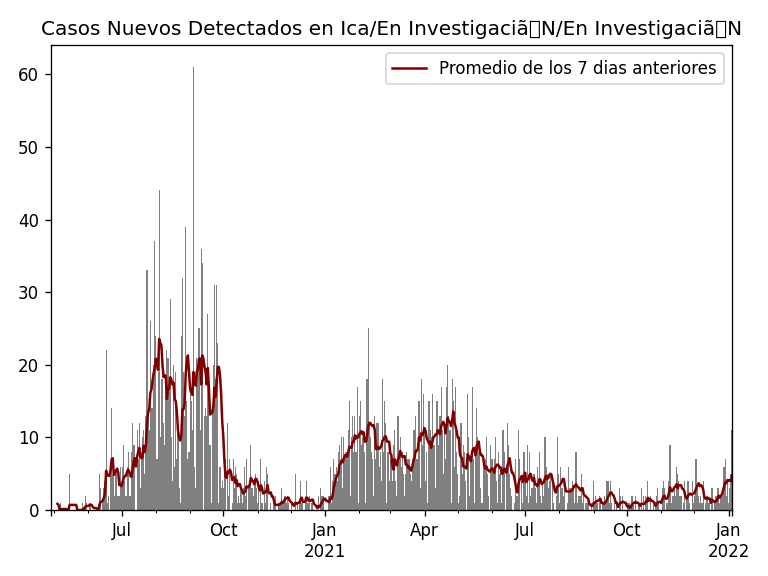 Casos Nuevos Detectados en Ica/En Investigaciã▯N/En Investigaciã▯N
Promedio de los 7 dias anteriores
60
50
40
30
20
10
0
Jul
Oct
Jan
2021
Apr
Jul
Oct
Jan
2022